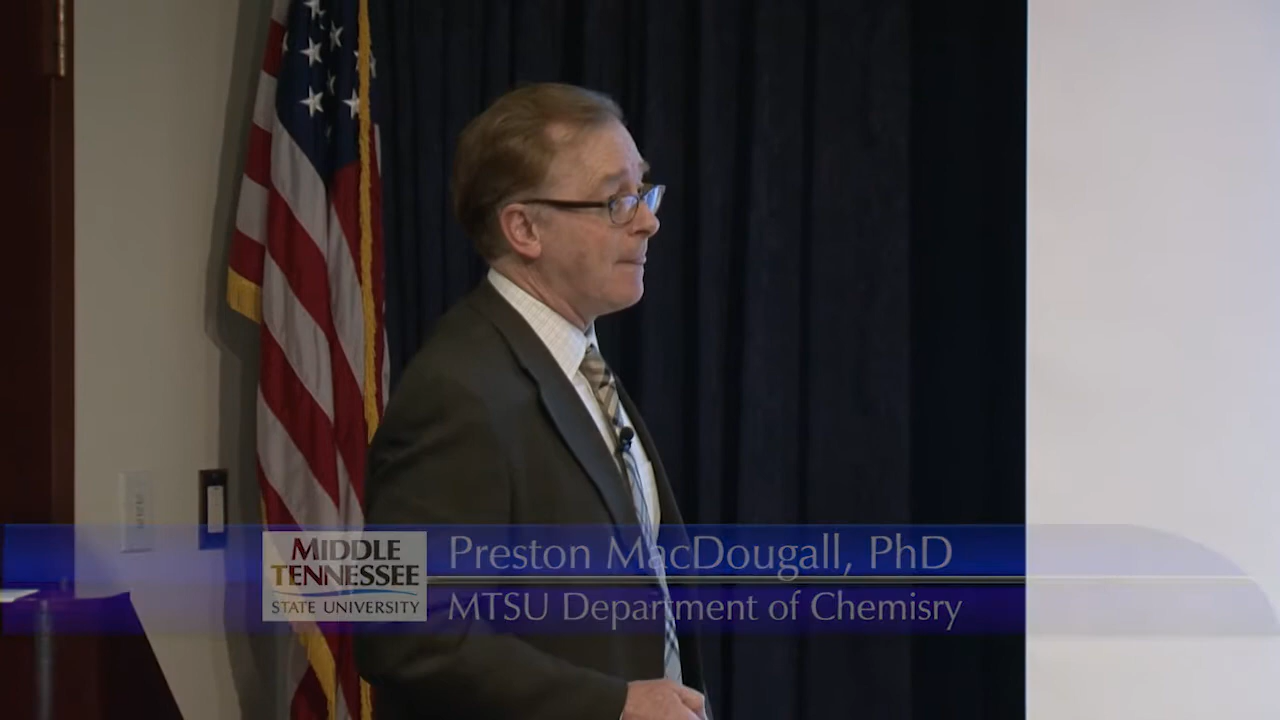 MIDDLE
TENNESSEE
STATE UNIVERSITY
Preston MacDougall, PhD
MTSU Department of Chemisry